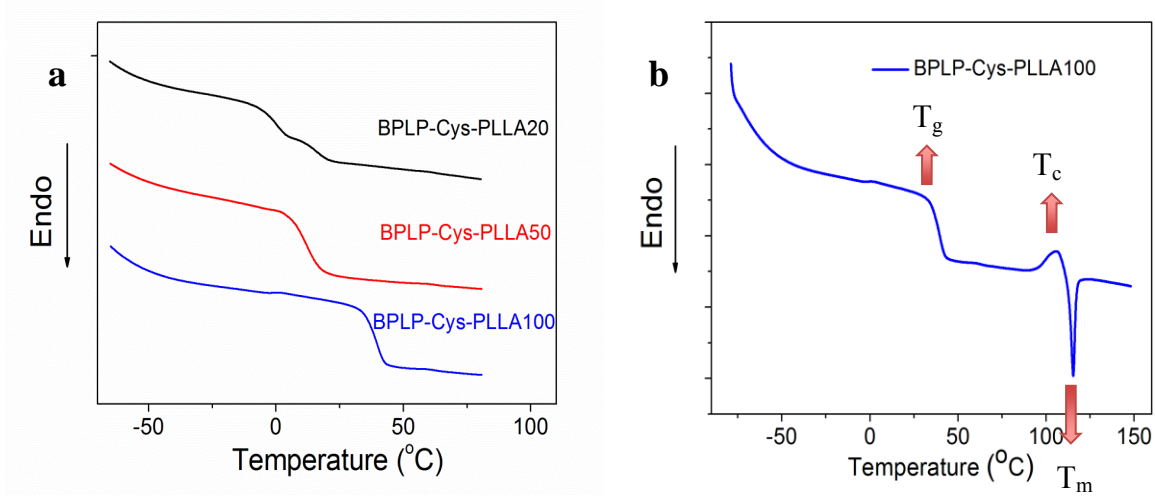 a
BPLP-Cys-PLLA20
BPLP-Cys-PLLA50
BPLP-Cys-PLLA100
Endo
-50 0 50 100
Temperature (°C)
b
BPLP-Cys-PLLA100
Tg
Tc
Endo
-50 0 50 100 150
Temperature (°C)
Tm